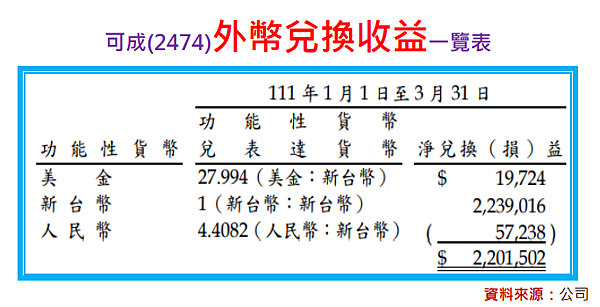 可成(2474)外幣兌換收益一覽表
111年1月1日至3月31日
功能性貨幣
功能性貨幣 兌表達貨幣 淨兌換(損)益
美金 27.994(美金:新台幣) $ 19,724
新台幣 1(新台幣:新台幣) 2,239,016
人民幣 4.4082(人民幣:新台幣) ( 57,238)
$ 2,201,502
資料來源:公司